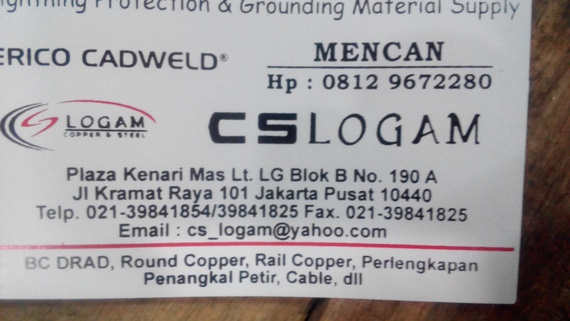 Protection & Grounding Material Supply
ERICO CADWELD®
MENCAN
Hp : 0812 9672280
LOGAM
COPPER & STEEL
CSLOGAM
Plaza Kenari Mas Lt. LG Blok B No. 190 A
Jl Kramat Raya 101 Jakarta Pusat 10440
Telp. 021-39841854/39841825 Fax. 021-39841825
Email : cs_logam@yahoo.com
BC DRAD, Round Copper, Rail Copper, Perlengkapan
Penangkal Petir, Cable, dll